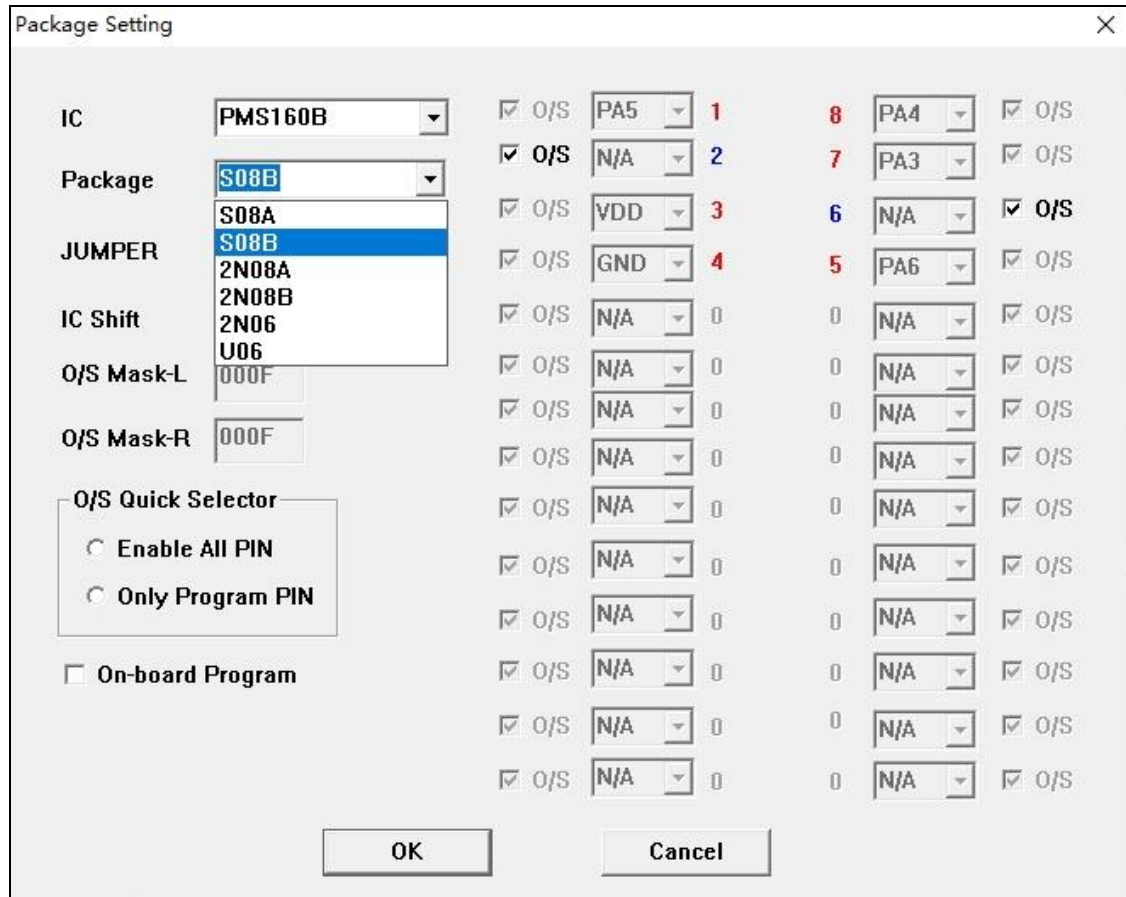 Package Setting
IC PMS160B O/S PA5 1 8 PA4 O/S
O/S N/A 2 7 PA3 O/S
Package S08B
O/S VDD 3 6 N/A O/S
S08A
S08B
JUMPER
2N08A
O/S GND 4 5 PA6 O/S
2N08B
IC Shift 2N06 O/S N/A 0 0 N/A O/S
U06
O/S Mask-L 000F O/S N/A 0 0 N/A O/S
O/S N/A 0 0 N/A O/S
O/S Mask-R 000F
O/S N/A 0 0 N/A O/S
O/S Quick Selector O/S N/A 0 0 N/A O/S
Enable All PIN
O/S N/A 0 0 N/A O/S
Only Program PIN
O/S N/A 0 0 N/A O/S
On-board Program O/S N/A 0 0 N/A O/S
O/S N/A 0 0 N/A O/S
O/S N/A 0 0 N/A O/S
OK Cancel